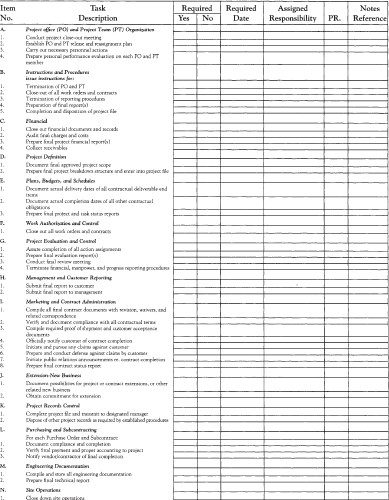 Item Task Required Required Assigned Notes
No. Description Yes No Date Responsibility PR. Reference
A. Project office (PO) and Project Team (PT) Organization
1. Conduct project close-out meeting
2. Establish PO and PT release and reassignment plan
3. Carry out necessary personnel actions
4. Prepare personal performance evaluation on each PO and PT
member
B. Instructions and Procedures
issue instructions for:
1. Termination of PO and PT
2. Close-out of all work orders and contracts
3. Termination of reporting procedures
4. Preparation of final report(s)
5. Completion and disposition of project file
C. Financial
1. Close out financial documents and records
2. Audit final charges and costs
3. Prepare final project financial report(s)
4. Collect receivables
D. Project Definition
1. Document final approved project scope
2. Prepare final project breakdown structure and enter into project file
E. Plans, Budgets, and Schedules
1. Document actual delivery dates of all contractual deliverable end
items
2. Document actual completion dates of all other contractual
obligations
3. Prepare final project and task status reports
F. Work Authorization and Control
1. Close out all work orders and contracts
G. Project Evaluation and Control
1. Assure completion of all action assignments
2. Prepare final evaluation report(s)
3. Conduct final review meeting
4. Terminate financial, manpower, and progress reporting procedures
H. Management and Customer Reporting
1. Submit final report to customer
2. Submit final report to management
I. Marketing and Contract Administration
1. Compile all final contract documents with revision, waivers, and
related correspondence
2. Verify and document compliance with all contractual terms
3. Compile required proof of shipment and customer acceptance
documents
4. Officially notify customer of contract completion
5. Initiate and pursue any claims against customer
6. Prepare and conduct defense against claims by customer
7. Initiate public relations announcements re. contract completion
8. Prepare final contract status report
J. Extension-New Business
1. Document possibilities for project or contract extensions, or other
related new business
2. Obtain commitment for extension
K. Project Records Control
1. Complete project file and transmit to designated manager
2. Dispose of other project records as required by established procedures
L. Purchasing and Subcontracting
For each Purchase Order and Subcontract
1. Document compliance and completion
2. Verify final payment and project accounting to project
3. Notify vendor/contractor of final completion
M. Engineering Documentation
1. Compile and store all engineering documentation
2. Prepare final technical report
N. Site Operations
1. Close down site operations